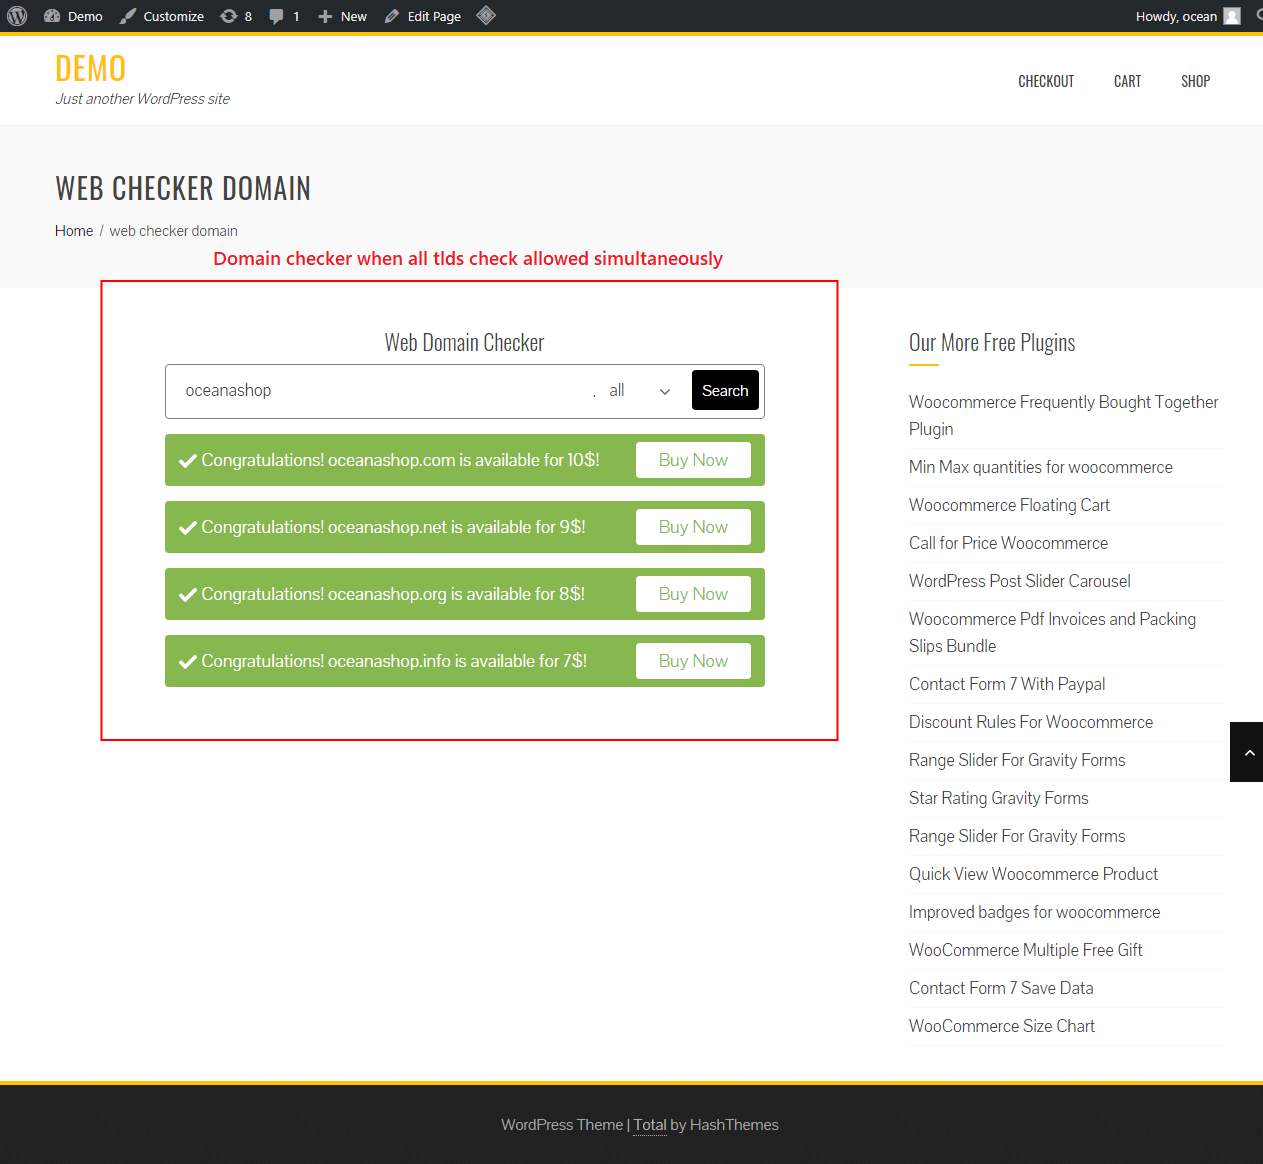 Demo Customize 8 1 New Edit Page Howdy, ocean
DEMO
Just another WordPress site
CHECKOUT CART SHOP
WEB CHECKER DOMAIN
Home / web checker domain
Domain checker when all tlds check allowed simultaneously
Web Domain Checker
oceanashop . all Search
Congratulations! oceanashop.com is available for 10$! Buy Now
Congratulations! oceanashop.net is available for 9$! Buy Now
Congratulations! oceanashop.org is available for 8$! Buy Now
Congratulations! oceanashop.info is available for 7$! Buy Now
Our More Free Plugins
Woocommerce Frequently Bought Together
Plugin
Min Max quantities for woocommerce
Woocommerce Floating Cart
Call for Price Woocommerce
WordPress Post Slider Carousel
Woocommerce Pdf Invoices and Packing
Slips Bundle
Contact Form 7 With Paypal
Discount Rules For Woocommerce
Range Slider For Gravity Forms
Star Rating Gravity Forms
Range Slider For Gravity Forms
Quick View Woocommerce Product
Improved badges for woocommerce
WooCommerce Multiple Free Gift
Contact Form 7 Save Data
WooCommerce Size Chart
WordPress Theme | Total by HashThemes